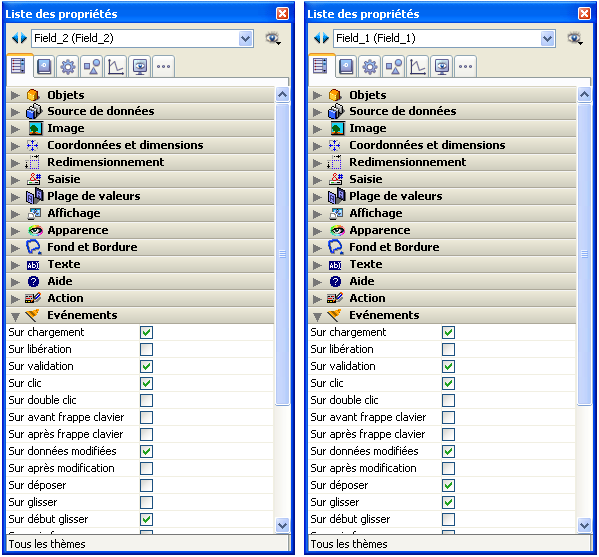 Liste des propriétés
Field_2 (Field_2)
Objets
Source de données
Image
Coordonnées et dimensions
Redimensionnement
Saisie
Plage de valeurs
Affichage
Apparence
Fond et Bordure
Texte
Aide
Action
Evénements
Sur chargement
Sur libération
Sur validation
Sur clic
Sur double clic
Sur avant frappe clavier
Sur après frappe clavier
Sur données modifiées
Sur après modification
Sur déposer
Sur glisser
Sur début glisser
Tous les thèmes
Liste des propriétés
Field_1 (Field_1)
Objets
Source de données
Image
Coordonnées et dimensions
Redimensionnement
Saisie
Plage de valeurs
Affichage
Apparence
Fond et Bordure
Texte
Aide
Action
Evénements
Sur chargement
Sur libération
Sur validation
Sur clic
Sur double clic
Sur avant frappe clavier
Sur après frappe clavier
Sur données modifiées
Sur après modification
Sur déposer
Sur glisser
Sur début glisser
Tous les thèmes